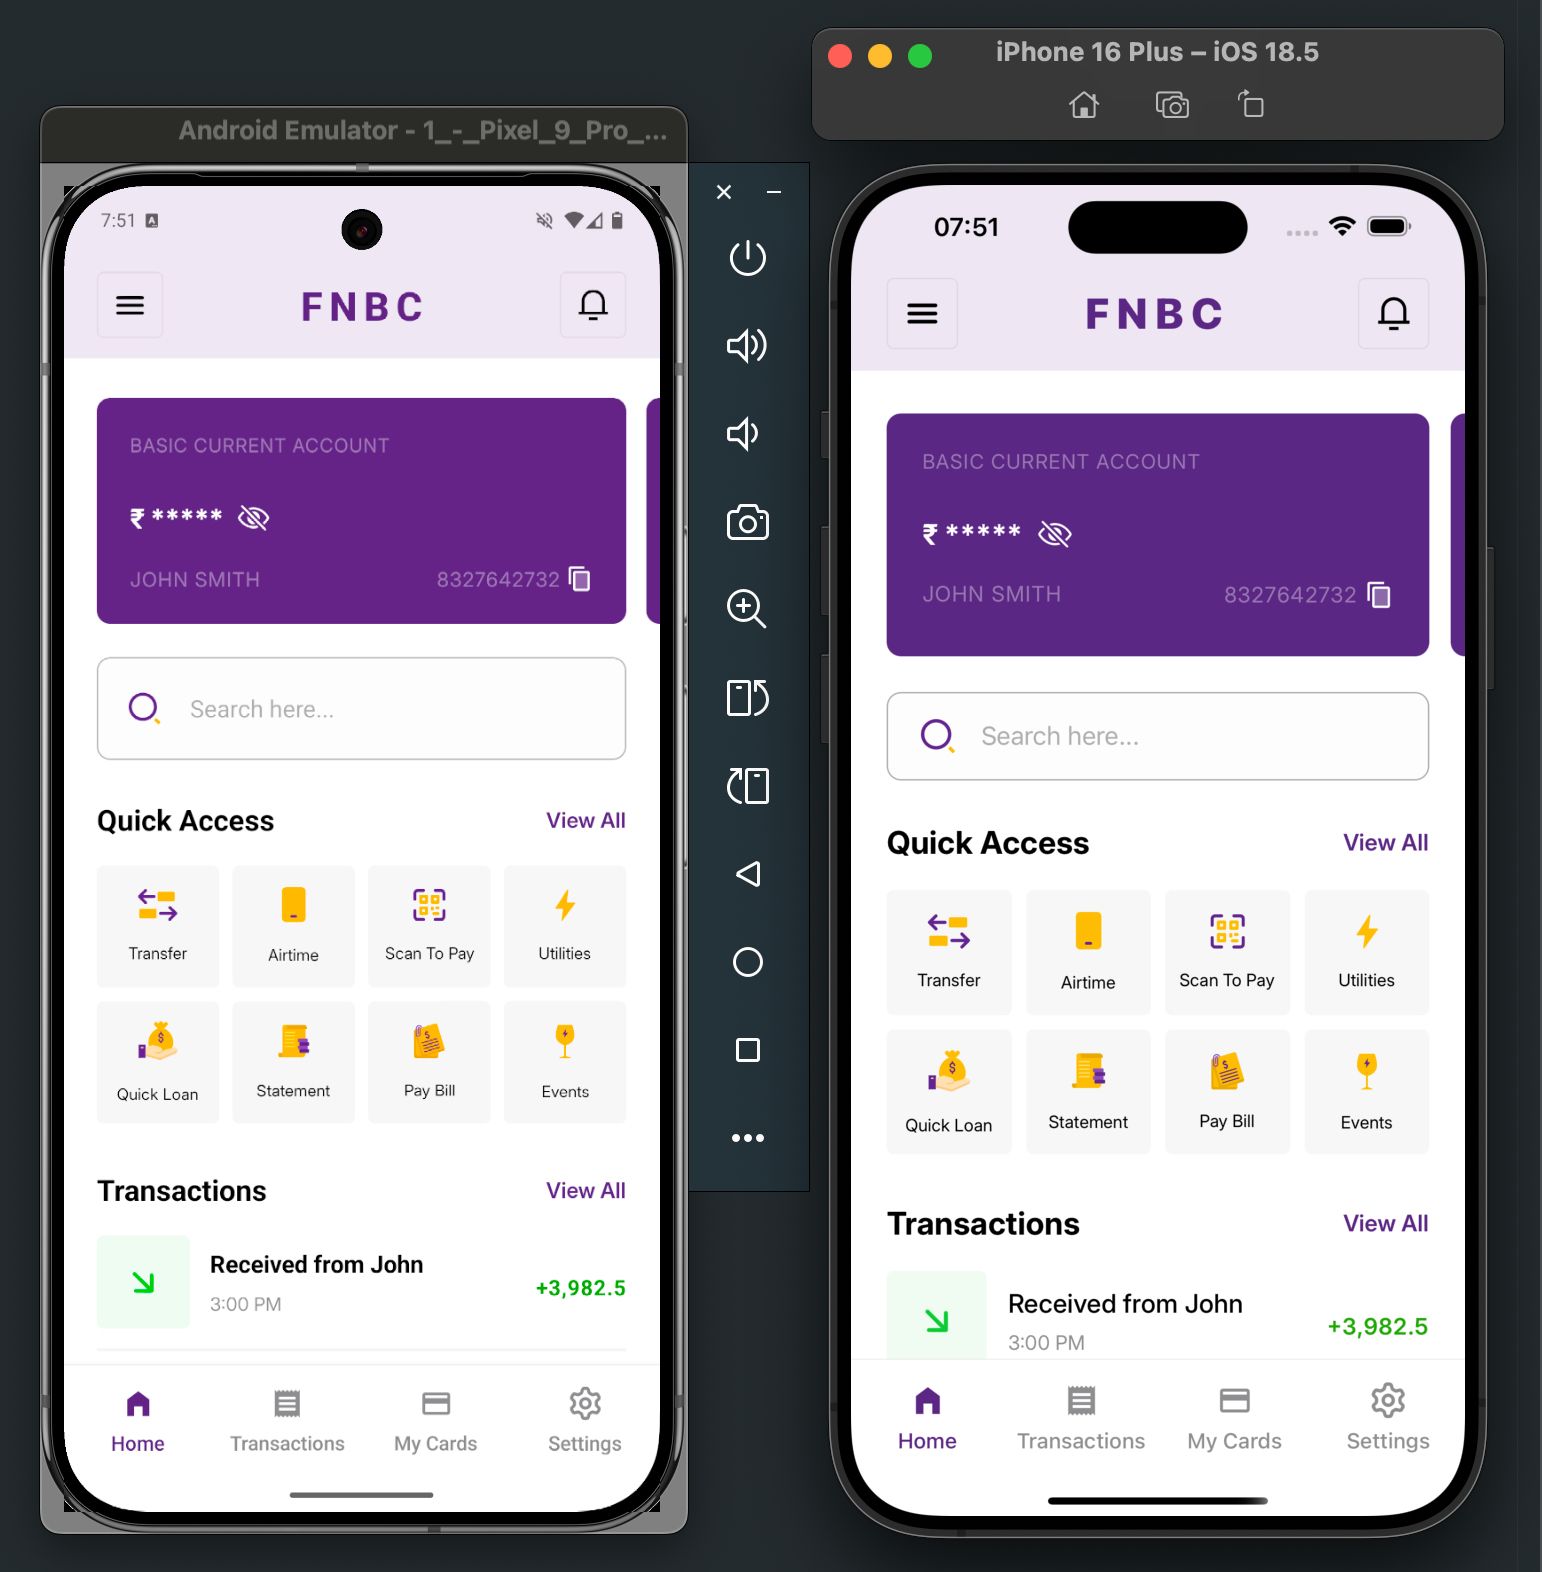 Android Emulator - 1_-_Pixel_9_Pro_...
7:51
FNBC
BASIC CURRENT ACCOUNT
₹ *****
JOHN SMITH 8327642732
Search here...
Quick Access View All
Transfer Airtime Scan To Pay Utilities
Quick Loan Statement Pay Bill Events
Transactions View All
Received from John
3:00 PM
+3,982.5
Home Transactions My Cards Settings
iPhone 16 Plus – iOS 18.5
07:51
FNBC
BASIC CURRENT ACCOUNT
₹ *****
JOHN SMITH 8327642732
Search here...
Quick Access View All
Transfer Airtime Scan To Pay Utilities
Quick Loan Statement Pay Bill Events
Transactions View All
Received from John
3:00 PM
+3,982.5
Home Transactions My Cards Settings